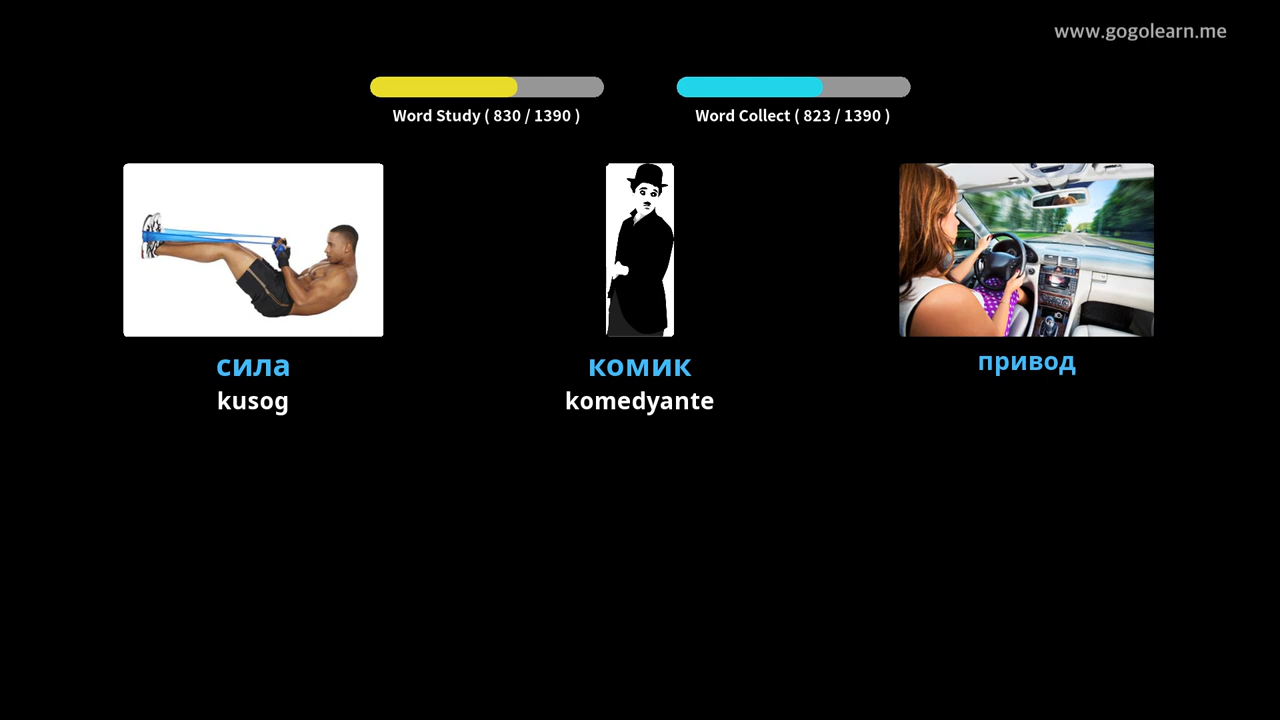 www.gogolearn.me
Word Study ( 830 / 1390 )
Word Collect ( 823 / 1390 )
сила
kusog
комик
komedyante
привод